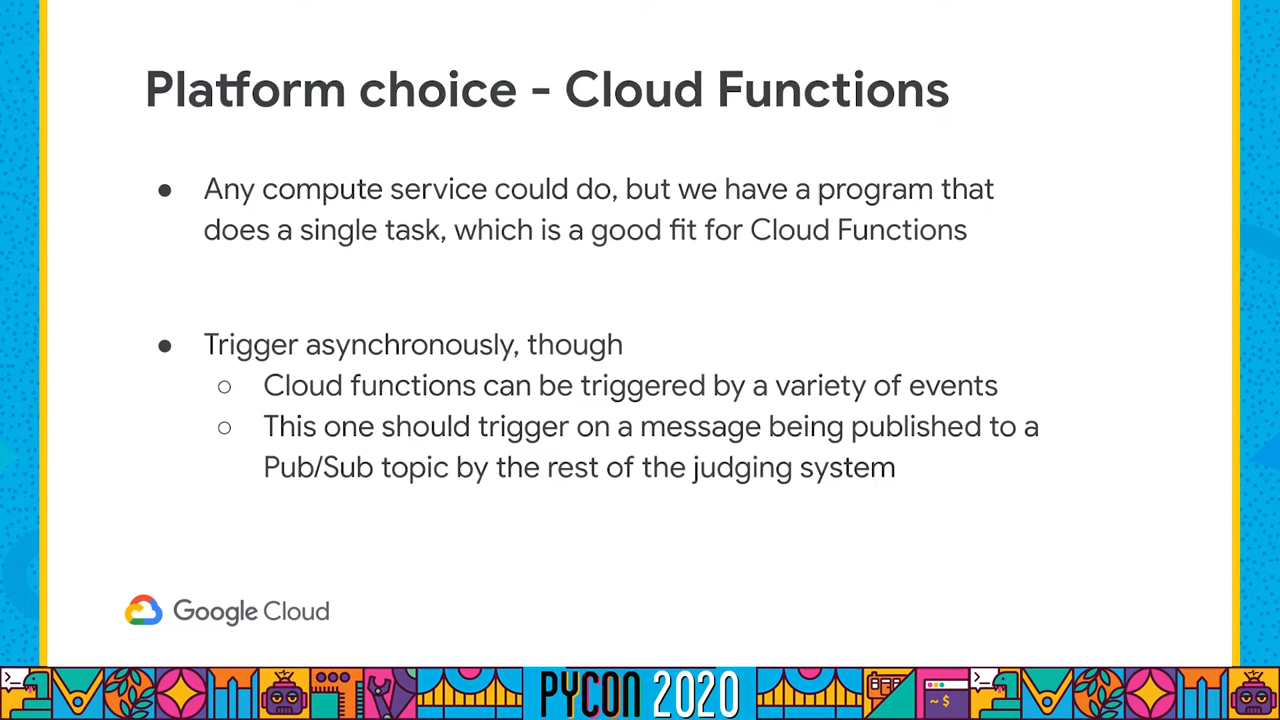 Platform choice - Cloud Functions
● Any compute service could do, but we have a program that
does a single task, which is a good fit for Cloud Functions
● Trigger asynchronously, though
○ Cloud functions can be triggered by a variety of events
○ This one should trigger on a message being published to a
Pub/Sub topic by the rest of the judging system
Google Cloud
PYCON 2020
~$